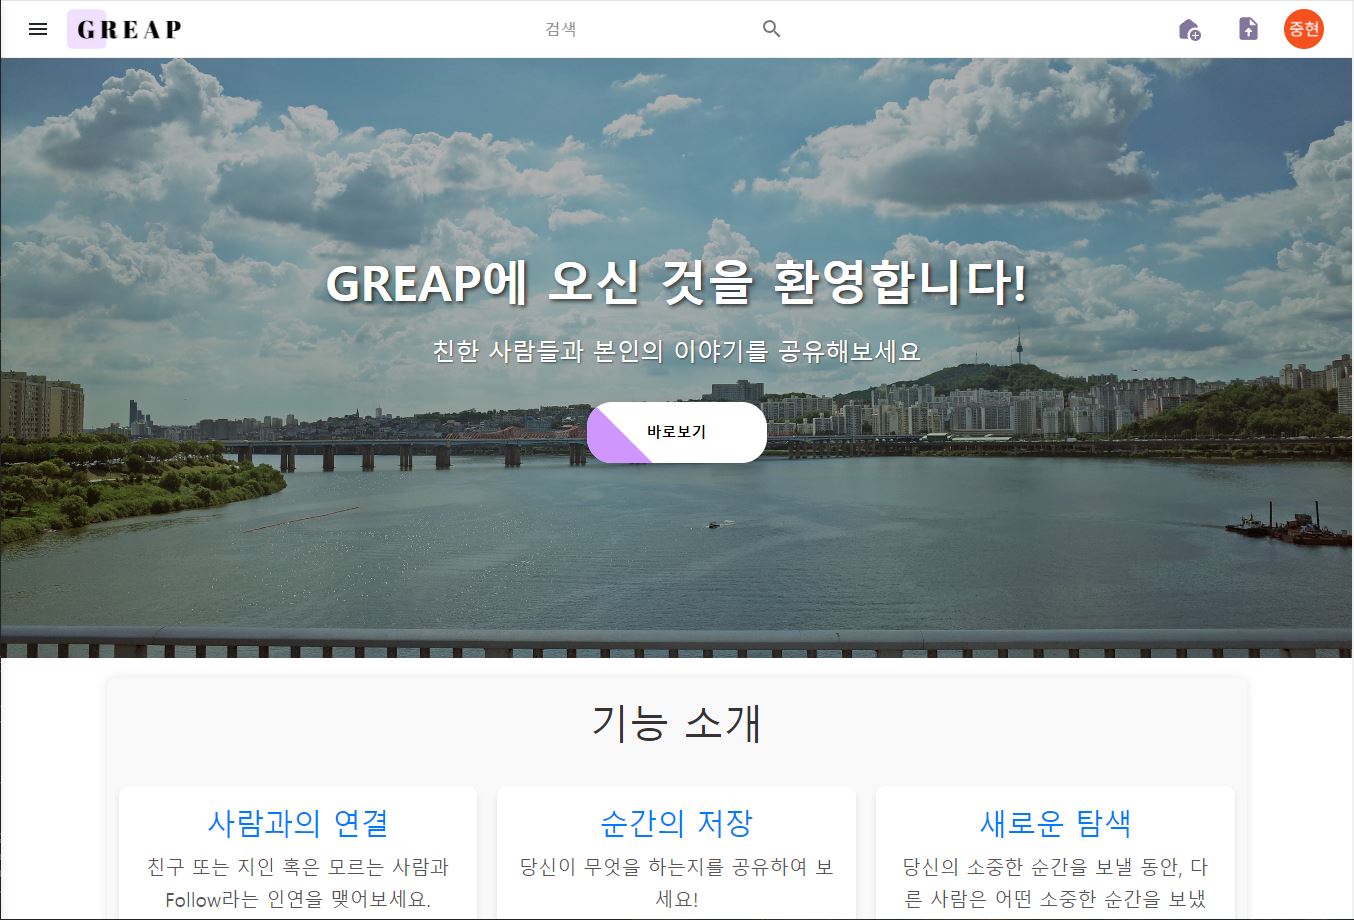 GREAP
검색
중현
GREAP에 오신 것을 환영합니다!
친한 사람들과 본인의 이야기를 공유해보세요
바로보기
기능 소개
사람과의 연결
친구 또는 지인 혹은 모르는 사람과
Follow라는 인연을 맺어보세요.
순간의 저장
당신이 무엇을 하는지를 공유하여 보
세요!
새로운 탐색
당신의 소중한 순간을 보낼 동안, 다
른 사람은 어떤 소중한 순간을 보냈